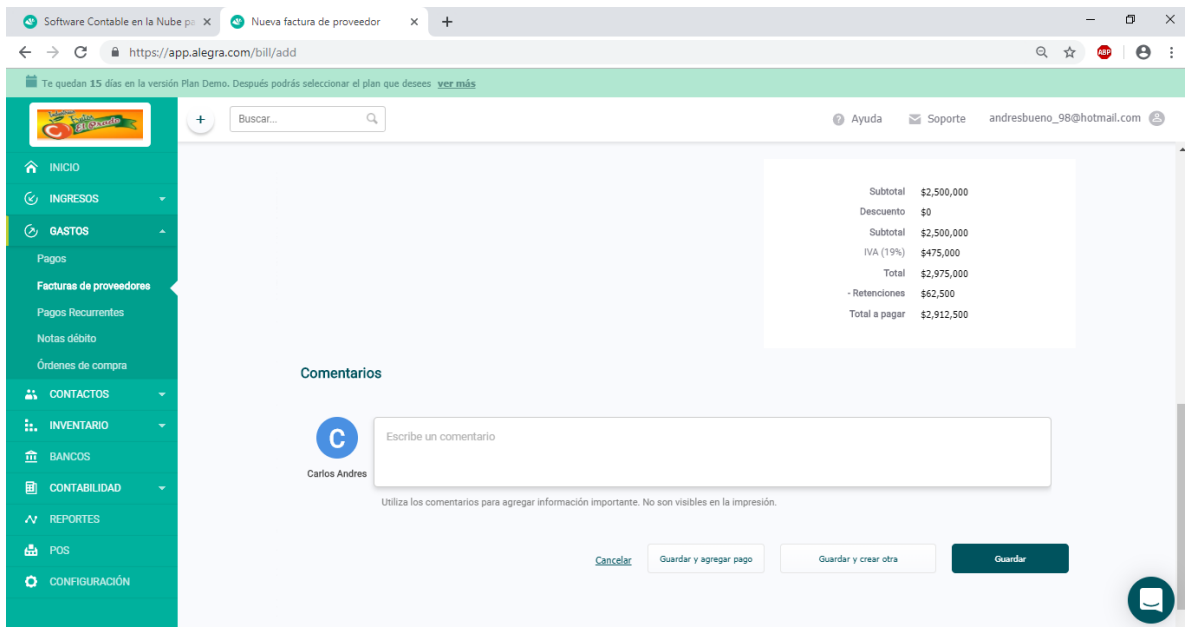 Software Contable en la Nube pa
Nueva factura de proveedor
https://app.alegra.com/bill/add
ABP
Te quedan 15 días en la versión Plan Demo. Después podrás seleccionar el plan que desees ver más
Buscar...
Ayuda
Soporte
andresbueno_98@hotmail.com
INICIO
INGRESOS
GASTOS
Pagos
Facturas de proveedores
Pagos Recurrentes
Notas débito
Órdenes de compra
CONTACTOS
INVENTARIO
BANCOS
CONTABILIDAD
REPORTES
POS
CONFIGURACIÓN
Subtotal $2,500,000
Descuento $0
Subtotal $2,500,000
IVA (19%) $475,000
Total $2,975,000
- Retenciones $62,500
Total a pagar $2,912,500
Comentarios
C
Carlos Andres
Escribe un comentario
Utiliza los comentarios para agregar información importante. No son visibles en la impresión.
Cancelar
Guardar y agregar pago
Guardar y crear otra
Guardar